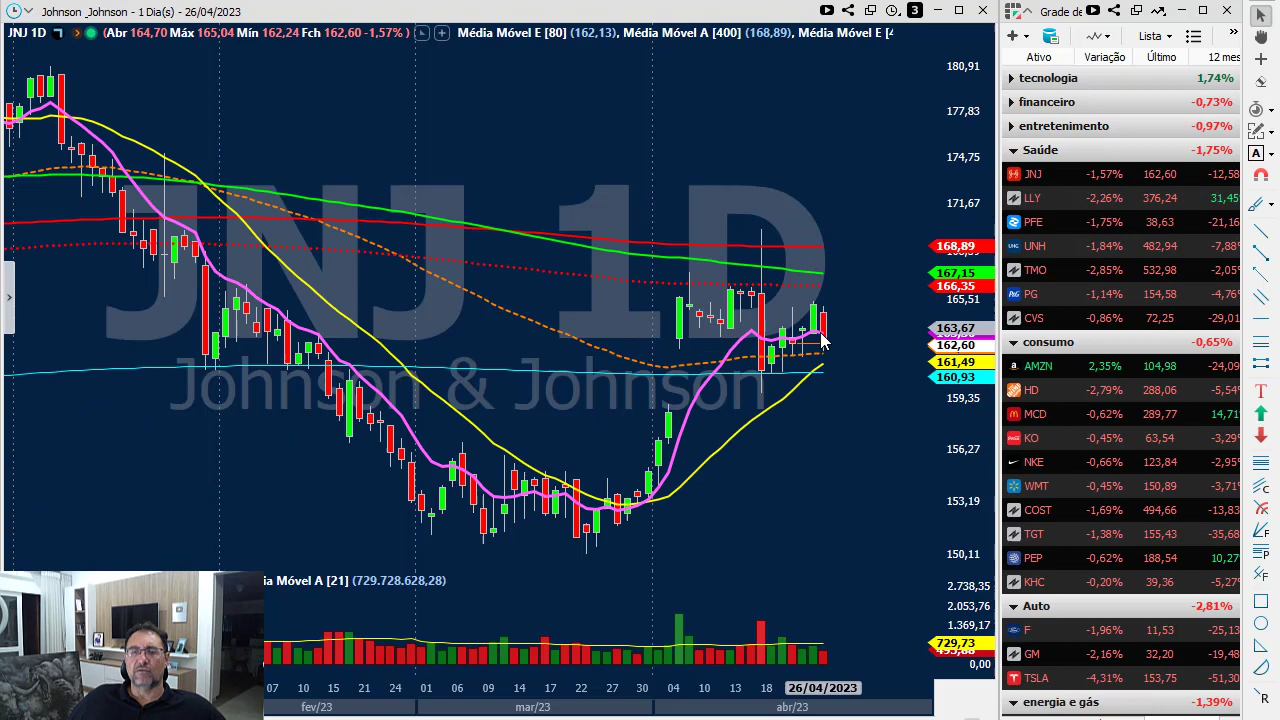 Johnson _Johnson - 1 Dia(s) - 26/04/2023
3
JNJ 1D (Abr 164,70 Máx 165,04 Mín 162,24 Fch 162,60 -1,57% ) Média Móvel E [80] (162,13), Média Móvel A [400] (168,89), Média Móvel E [
JNJ 1D
Johnson & Johnson
180,91
177,83
174,75
171,67
168,89
167,15
166,35
165,51
163,67
162,60
161,49
160,93
159,35
156,27
153,19
150,11
ia Móvel A [21] (729.728.628,28)
2.738,35
2.053,76
1.369,17
729,73
0,00
07 10 15 21 24 01 06 09 14 17 22 27 30 04 10 13 18 26/04/2023
fev/23 mar/23 abr/23
Grade de
Lista
Ativo Variação Último 12 mes
tecnologia 1,74%
financeiro -0,73%
entretenimento -0,97%
Saúde -1,75%
JNJ -1,57% 162,60 -12,58
LLY -2,26% 376,24 31,45
PFE -1,75% 38,63 -21,16
UNH -1,84% 482,94 -7,88%
TMO -2,85% 532,98 -2,85
PG -1,14% 154,58 -4,76%
CVS -0,86% 72,25 -29,01
consumo -0,65%
AMZN 2,35% 104,98 -24,09
HD -2,79% 288,06 -5,54%
MCD -0,62% 289,77 14,71
KO -0,45% 63,54 -3,29%
NKE -0,66% 123,84 -2,95
WMT -0,45% 150,89 -3,71%
COST -1,69% 494,66 -13,83
TGT -1,38% 155,43 -35,68
PEP -0,62% 188,54 10,27
KHC -0,20% 39,36 -5,27%
Auto -2,81%
F -1,96% 11,53 -25,13
GM -2,16% 32,20 -19,48
TSLA -4,31% 153,75 -51,30
energia e gás -1,39%